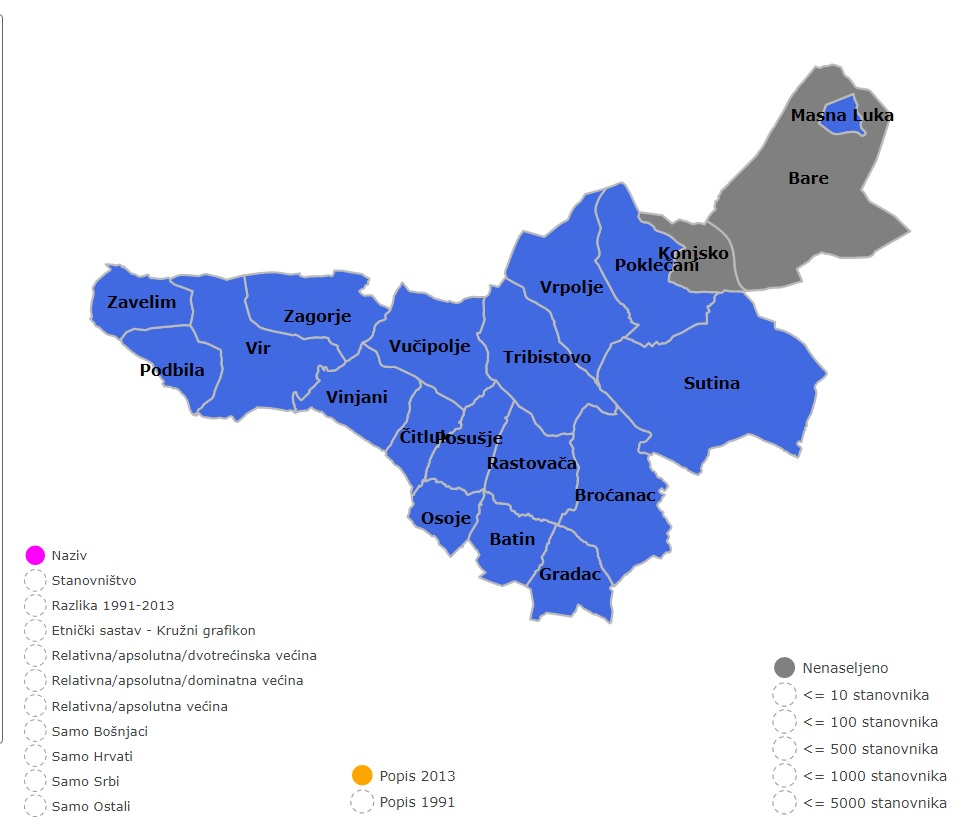 Masna Luka
Bare
Konjsko
Poklečani
Vrpolje
Zavelim
Zagorje
Vir
Vučipolje
Tribistovo
Podbila
Sutina
Vinjani
Čitluk
Posušje
Rastovača
Broćanac
Osoje
Batin
Gradac
Naziv
Stanovništvo
Razlika 1991-2013
Etnički sastav - Kružni grafikon
Relativna/apsolutna/dvotrećinska većina
Relativna/apsolutna/dominatna većina
Relativna/apsolutna većina
Samo Bošnjaci
Samo Hrvati
Samo Srbi
Samo Ostali
Popis 2013
Popis 1991
Nenaseljeno
<= 10 stanovnika
<= 100 stanovnika
<= 500 stanovnika
<= 1000 stanovnika
<= 5000 stanovnika